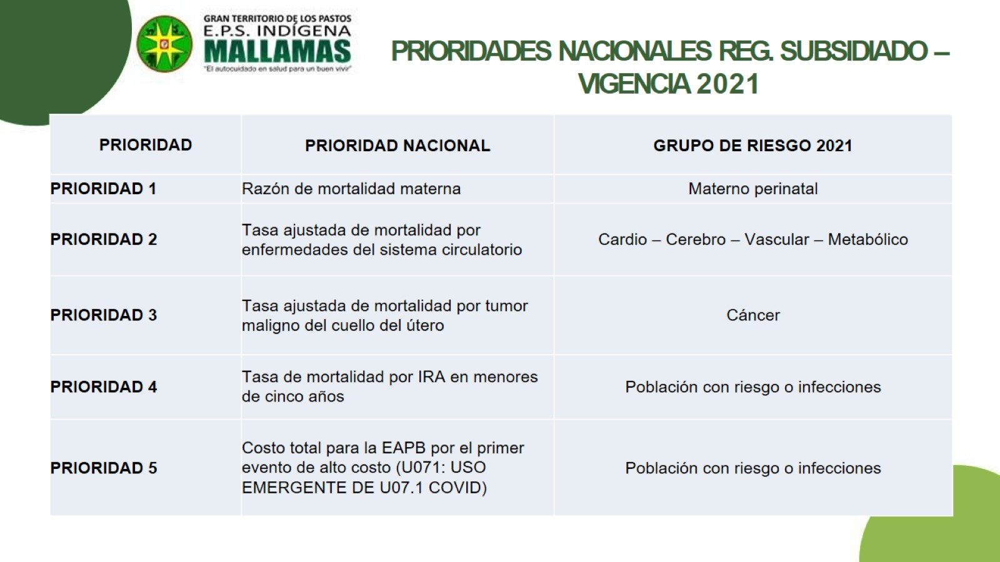 GRAN TERRITORIO DE LOS PASTOS
E.P.S. INDÍGENA
MALLAMAS
"El autocuidado en salud para un buen vivir"
PRIORIDADES NACIONALES REG. SUBSIDIADO –
VIGENCIA 2021
PRIORIDAD
PRIORIDAD NACIONAL
GRUPO DE RIESGO 2021
PRIORIDAD 1
Razón de mortalidad materna
Materno perinatal
PRIORIDAD 2
Tasa ajustada de mortalidad por
enfermedades del sistema circulatorio
Cardio – Cerebro – Vascular – Metabólico
PRIORIDAD 3
Tasa ajustada de mortalidad por tumor
maligno del cuello del útero
Cáncer
PRIORIDAD 4
Tasa de mortalidad por IRA en menores
de cinco años
Población con riesgo o infecciones
PRIORIDAD 5
Costo total para la EAPB por el primer
evento de alto costo (U071: USO
EMERGENTE DE U07.1 COVID)
Población con riesgo o infecciones